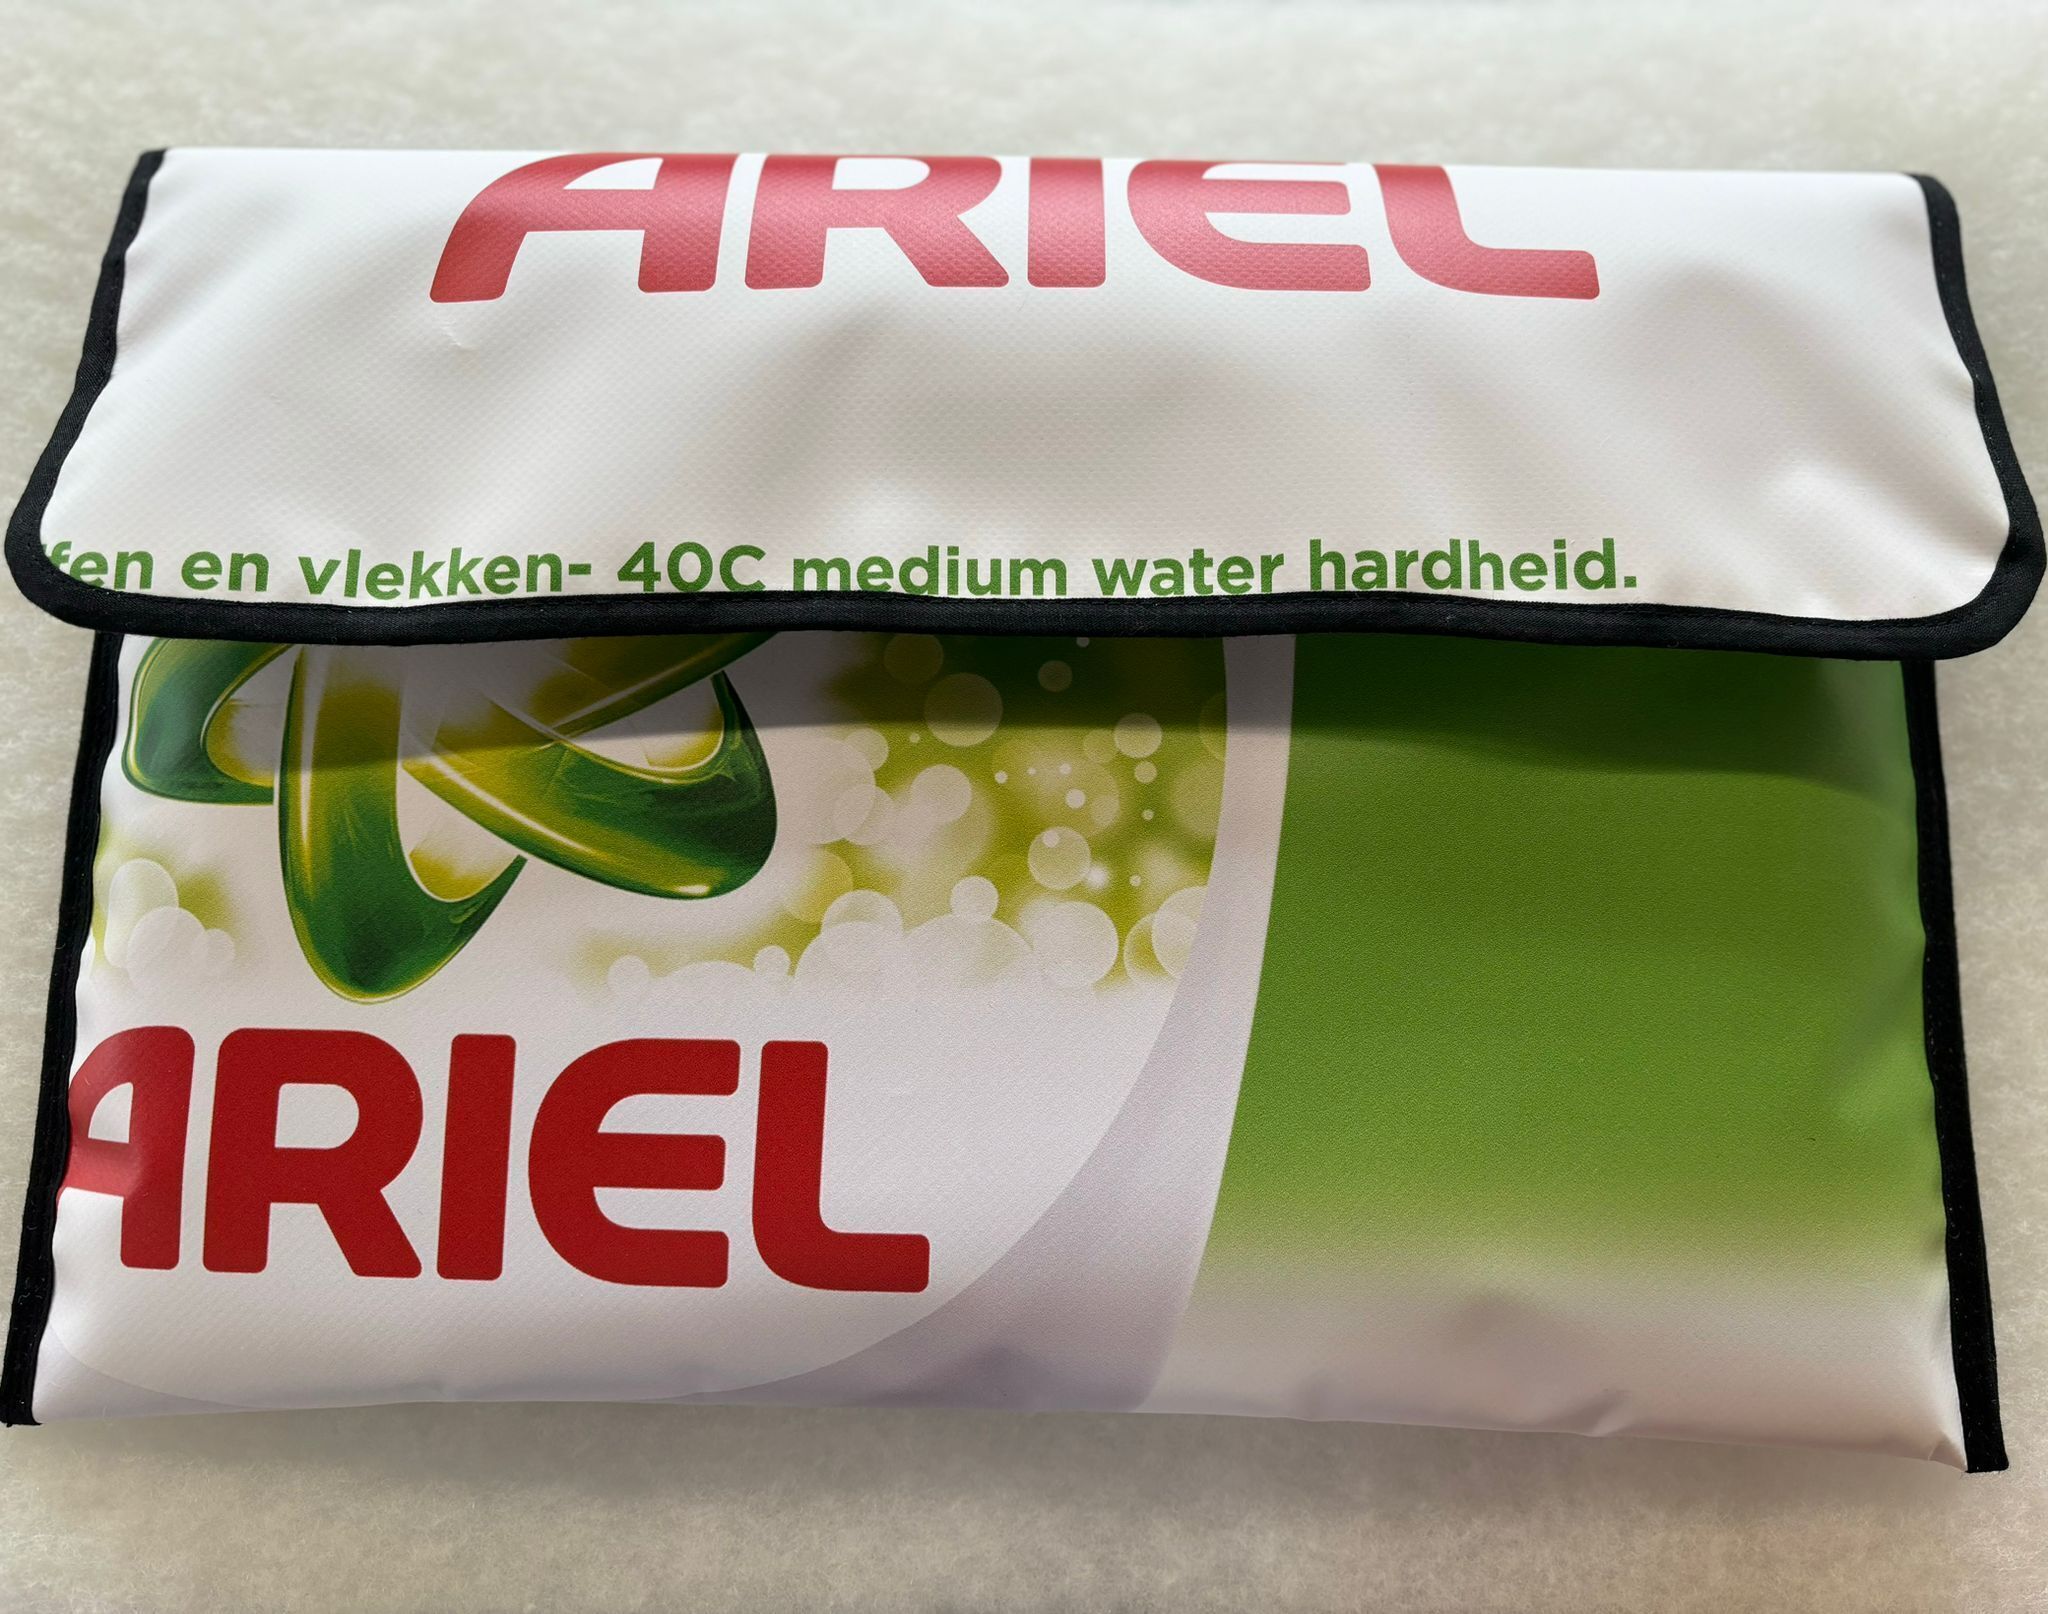 ARIEL
fen en vlekken- 40C medium water hardheid.
ARIEL